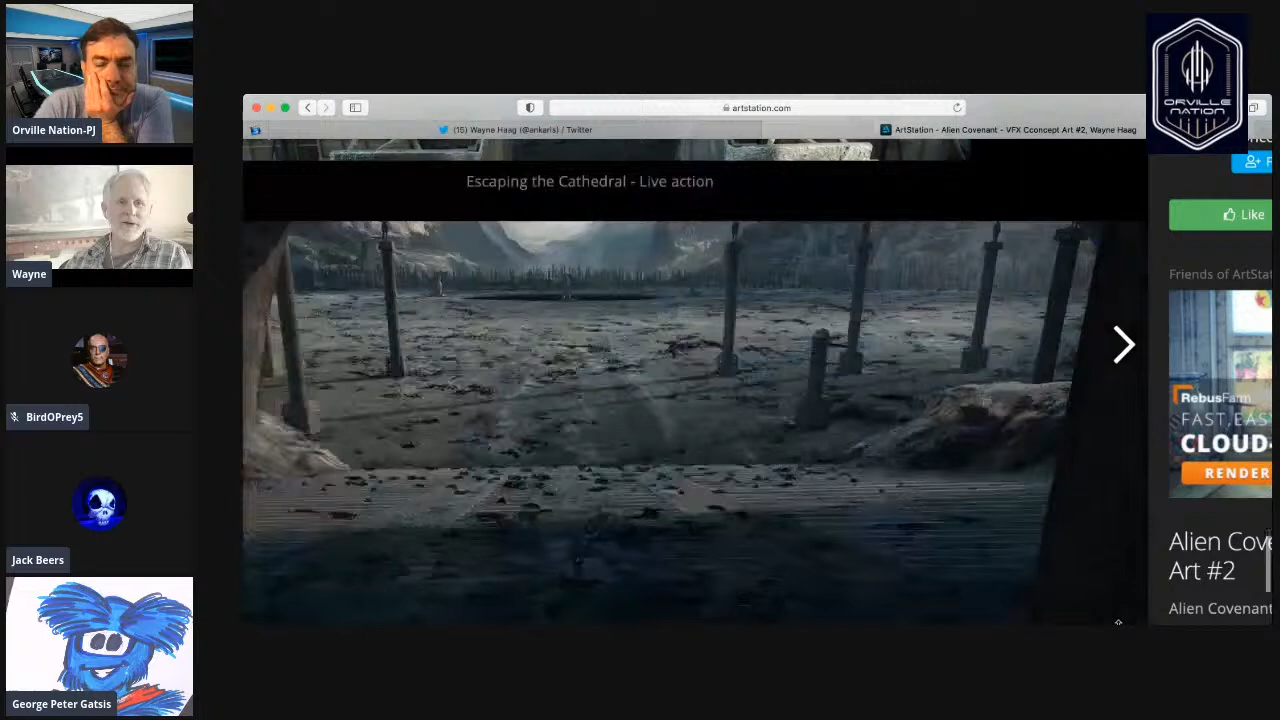 Orville Nation-PJ
Wayne
BirdOPrey5
Jack Beers
George Peter Gatsis
artstation.com
(15) Wayne Haag (@ankaris) / Twitter
ArtStation - Alien Covenant - VFX Cconcept Art #2, Wayne Haag
ORVILLE
NATION
Escaping the Cathedral - Live action
Like
Friends of ArtStat
RebusFarm
FAST, EAS
CLOUD-
RENDER
Alien Cove
Art #2
Alien Covenant